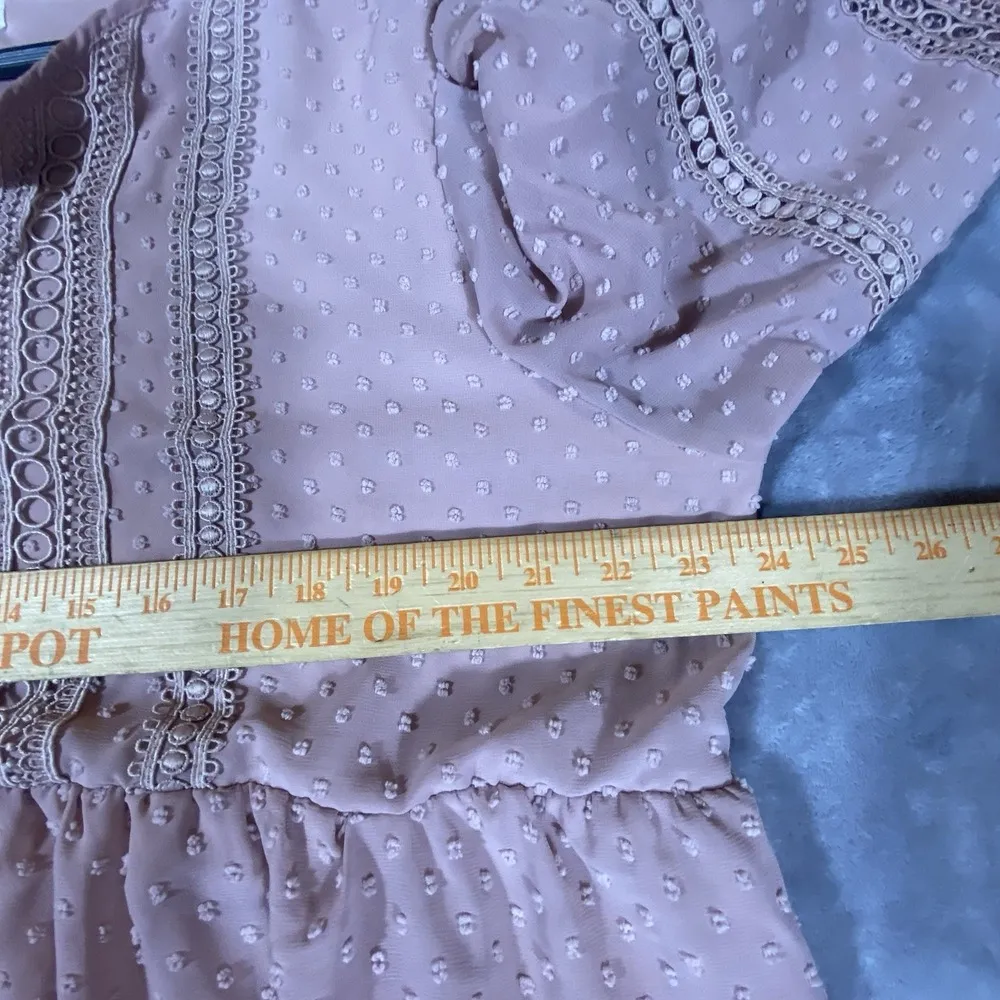 14 15 16 17 18 19 20 21 22 23 24 25 26
POT HOME OF THE FINEST PAINTS